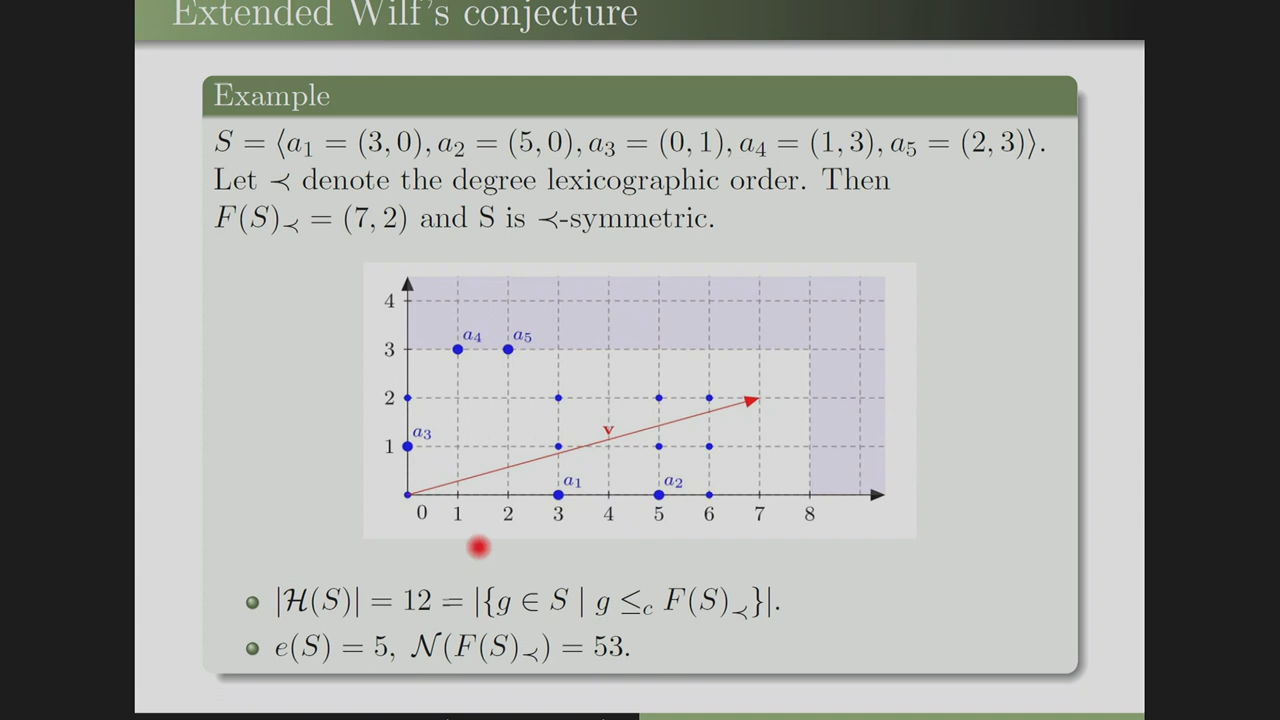 Extended Wilf's conjecture
Example
S = ⟨a₁ = (3, 0), a₂ = (5, 0), a₃ = (0, 1), a₄ = (1, 3), a₅ = (2, 3)⟩.
Let ≺ denote the degree lexicographic order. Then
F(S)≺ = (7, 2) and S is ≺-symmetric.
4
3 a₄ a₅
2
v
1 a₃
a₁ a₂
0 1 2 3 4 5 6 7 8
|ℋ(S)| = 12 = |{g ∈ S | g ≤c F(S)≺}|.
e(S) = 5, 𝒩(F(S)≺) = 53.